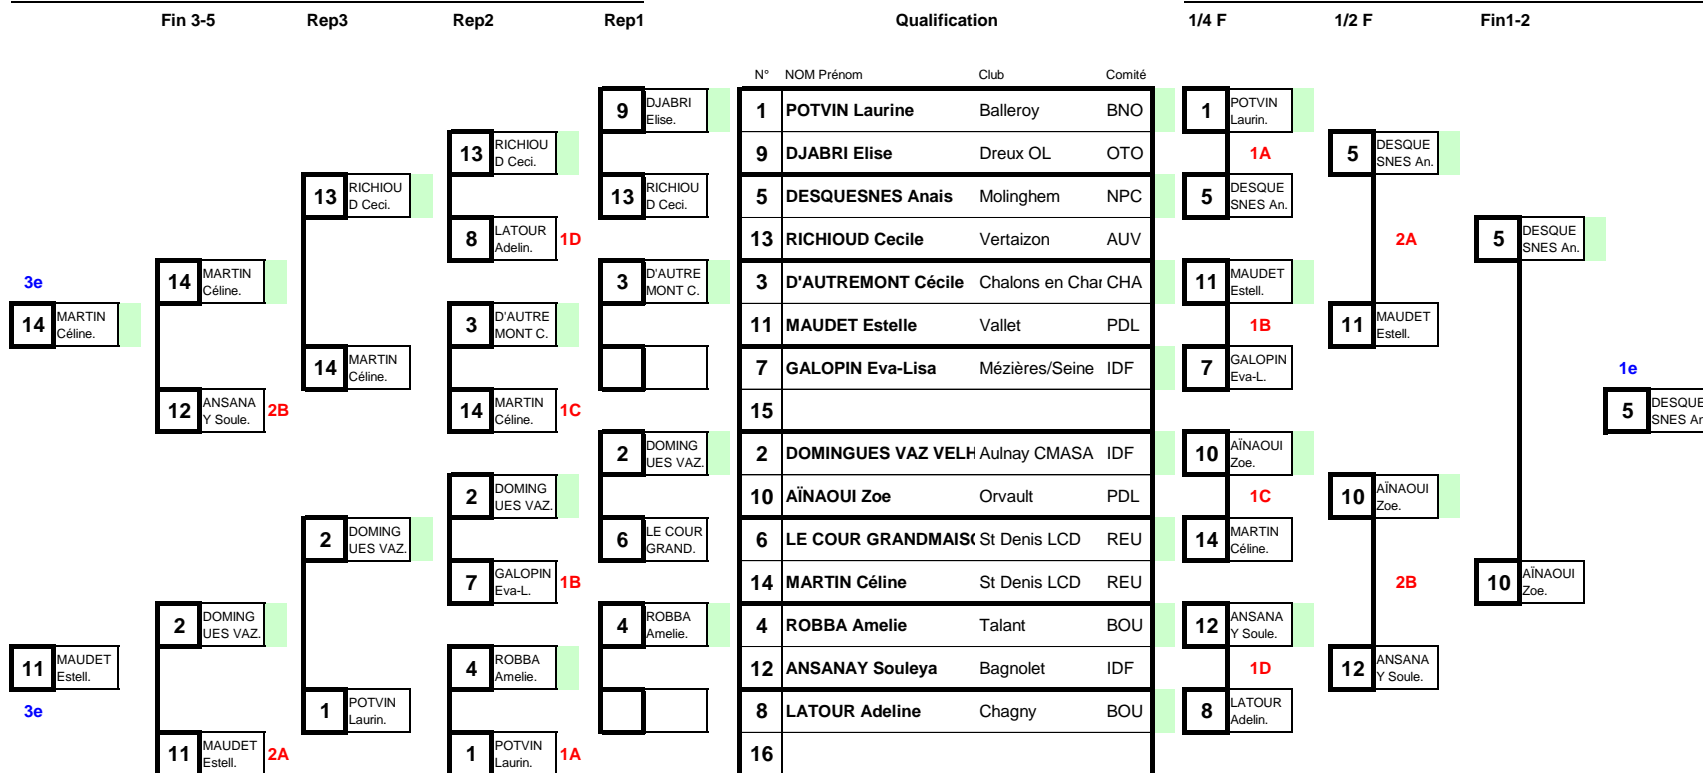 Fin 3-5 Rep3 Rep2 Rep1 Qualification 1/4 F 1/2 F Fin1-2
N° NOM Prénom Club Comité
9 DJABRI Elise. 1 POTVIN Laurine Balleroy BNO 1 POTVIN Laurin.
13 RICHIOU D Ceci. 9 DJABRI Elise Dreux OL OTO 1A 5 DESQUE SNES An.
13 RICHIOU D Ceci. 13 RICHIOU D Ceci. 5 DESQUESNES Anais Molinghem NPC 5 DESQUE SNES An.
8 LATOUR Adelin. 1D 13 RICHIOUD Cecile Vertaizon AUV 2A 5 DESQUE SNES An.
3e 14 MARTIN Céline. 3 D'AUTRE MONT C. 3 D'AUTREMONT Cécile Chalons en Char CHA 11 MAUDET Estell.
14 MARTIN Céline. 3 D'AUTRE MONT C. 11 MAUDET Estelle Vallet PDL 1B 11 MAUDET Estell.
14 MARTIN Céline. 7 GALOPIN Eva-Lisa Mézières/Seine IDF 7 GALOPIN Eva-L. 1e
12 ANSANA Y Soule. 2B 14 MARTIN Céline. 1C 15 5 DESQUE SNES An
2 DOMING UES VAZ. 2 DOMINGUES VAZ VELH Aulnay CMASA IDF 10 AÏNAOUI Zoe.
2 DOMING UES VAZ. 10 AÏNAOUI Zoe Orvault PDL 1C 10 AÏNAOUI Zoe.
2 DOMING UES VAZ. 6 LE COUR GRAND. 6 LE COUR GRANDMAISO St Denis LCD REU 14 MARTIN Céline.
7 GALOPIN Eva-L. 1B 14 MARTIN Céline St Denis LCD REU 2B 10 AÏNAOUI Zoe.
2 DOMING UES VAZ. 4 ROBBA Amelie. 4 ROBBA Amelie Talant BOU 12 ANSANA Y Soule.
11 MAUDET Estell. 4 ROBBA Amelie. 12 ANSANAY Souleya Bagnolet IDF 1D 12 ANSANA Y Soule.
3e 1 POTVIN Laurin. 8 LATOUR Adeline Chagny BOU 8 LATOUR Adelin.
11 MAUDET Estell. 2A 1 POTVIN Laurin. 1A 16